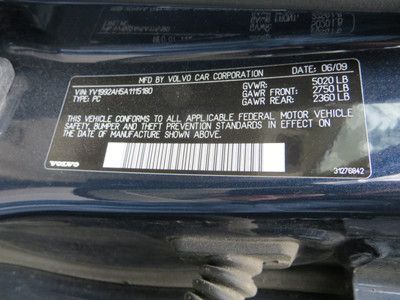 MFD. BY VOLVO CAR CORPORATION
DATE: 06/09
VIN: YV1992AH5A1115180
TYPE: PC
GVWR: 5020 LB
GAWR FRONT: 2750 LB
GAWR REAR: 2360 LB
THIS VEHICLE CONFORMS TO ALL APPLICABLE FEDERAL MOTOR VEHICLE
SAFETY, BUMPER AND THEFT PREVENTION STANDARDS IN EFFECT
ON THE DATE OF MANUFACTURE SHOWN ABOVE.
VOLVO
31276842